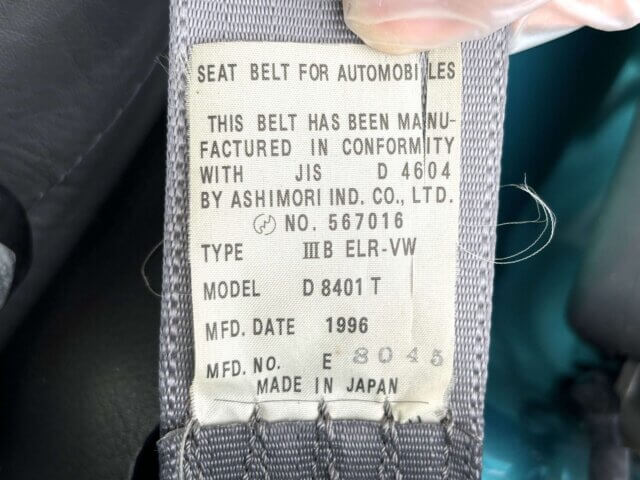 SEAT BELT FOR AUTOMOBILES
THIS BELT HAS BEEN MANU-
FACTURED IN CONFORMITY
WITH JIS D 4604
BY ASHIMORI IND. CO., LTD.
NO. 567016
TYPE ⅢB ELR-VW
MODEL D 8401 T
MFD. DATE 1996
MFD. NO. E 8045
MADE IN JAPAN